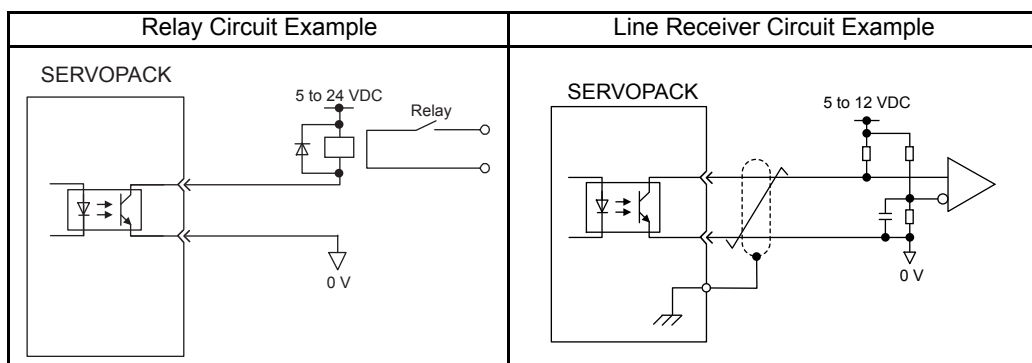 Relay Circuit Example
Line Receiver Circuit Example
SERVOPACK
5 to 24 VDC
Relay
0 V
SERVOPACK
5 to 12 VDC
0 V